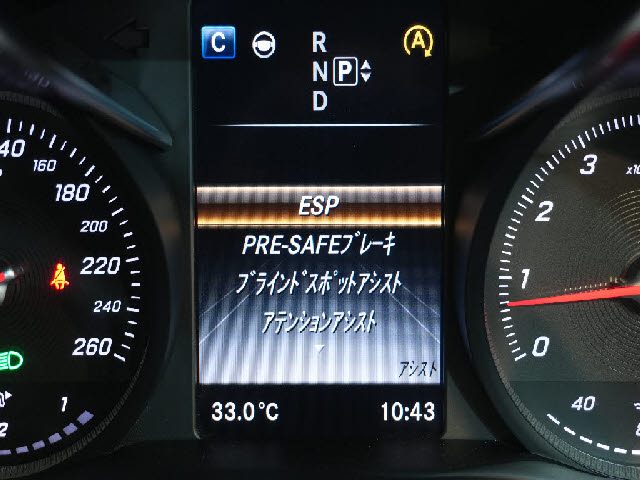 C
A
R
N P
D
ESP
PRE-SAFEブレーキ
ブラインドスポットアシスト
アテンションアシスト
アシスト
33.0°C 10:43
160
180
200
220
240
260
1
3
2
1
0
40